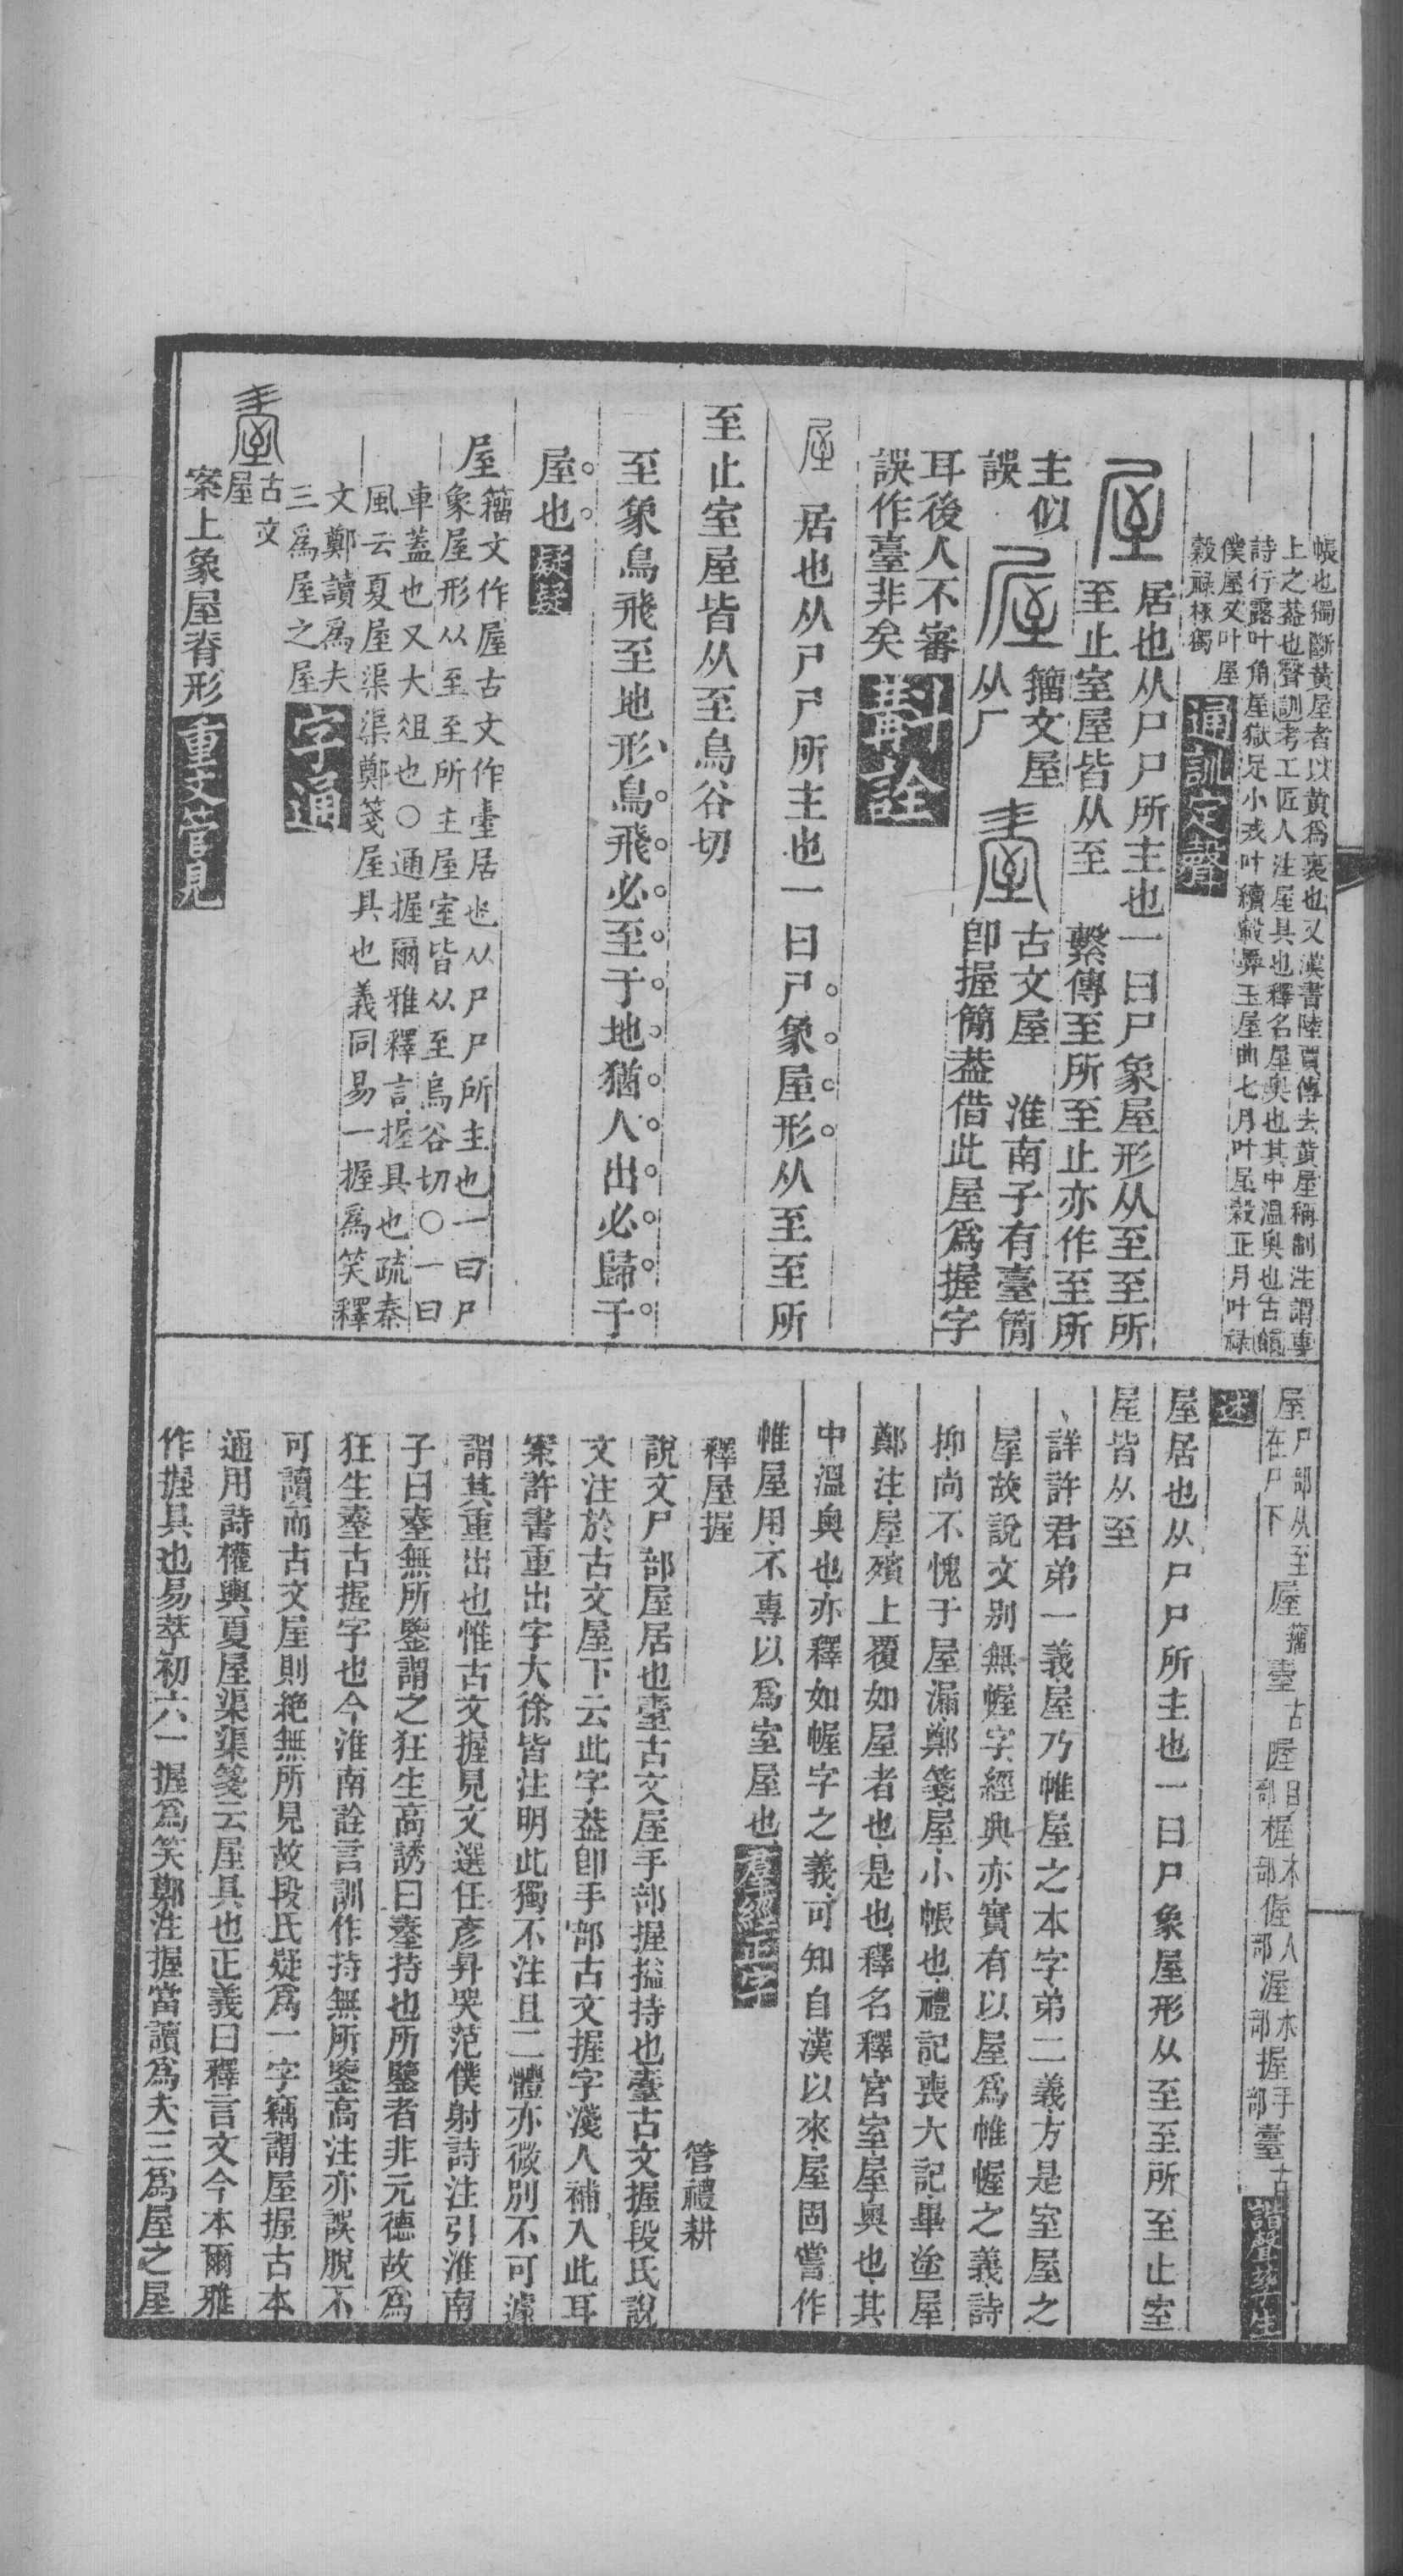 帳也獨斷黃屋者以黃爲裏也又漢書陸賈傳去黃屋稱制注謂車
上之葢也聲訓考工匠人注屋具也釋名屋奧也其中溫奧也古韻
詩行露叶角屋獄足小戎叶續轂馵玉屋曲七月叶屋穀正月叶祿
僕屋又叶屋
穀祿椓獨
通訓定聲
居也从尸尸所主也一曰尸象屋形从至至所
至止室屋皆从至
繫傳至所至止亦作至所
主似
誤
屋
籀文屋
从厂
臺
古文屋
淮南子有臺簡
卽握簡葢借此屋爲握字
耳後人不審
誤作臺非矣
斠詮
屋
居也从尸尸所主也一曰尸象屋形从至至所
至止室屋皆从至烏谷切
至象鳥飛至地形鳥飛必至于地猶人出必歸于
屋也
疑疑
屋
籀文作屋古文作臺居也从尸尸所主也一曰尸
象屋形从至至所主屋室皆从至烏谷切○一曰
車蓋也又大俎也○通握爾雅釋言握具也疏秦
風云夏屋渠渠鄭箋屋具也義同易一握爲笑釋
文鄭讀爲夫
三爲屋之屋
字通
古文
屋
案上象屋脊形
重文管見
屋尸部从至在尸下屋籀臺古喔口部楃木部偓人部渥水部握手部臺古
諧聲
述
屋居也从尸尸所主也一曰尸象屋形从至至所至止室
屋皆从至
詳許君弟一義屋乃帷屋之本字弟二義方是室屋之
屋故說文別無幄字經典亦實有以屋爲帷幄之義詩
抑尚不愧于屋漏鄭箋屋小帳也禮記喪大記畢塗屋
鄭注屋殯上覆如屋者也是也釋名釋宮室屋奧也其
中溫奧也亦釋如幄字之義可知自漢以來屋固嘗作
帷屋用不專以爲室屋也
羣經正字
釋屋握
管禮耕
說文尸部屋居也臺古文屋手部握搤持也臺古文握段氏說
文注於古文屋下云此字葢卽手部古文握字淺人補入此耳
案許書重出字大徐皆注明此獨不注且二體亦微別不可遽
謂其重出也惟古文握見文選任彥昇哭范僕射詩注引淮南
子曰臺無所鑒謂之狂生高誘曰臺持也所鑒者非元德故爲
狂生臺古握字也今淮南詮言訓作持無所鑒高注亦誤脫不
可讀而古文屋則絶無所見故段氏疑爲一字竊謂屋握古本
通用詩權輿夏屋渠渠箋云屋具也正義曰釋言文今本爾雅
作握具也易萃初六一握爲笑鄭注握當讀爲夫三爲屋之屋